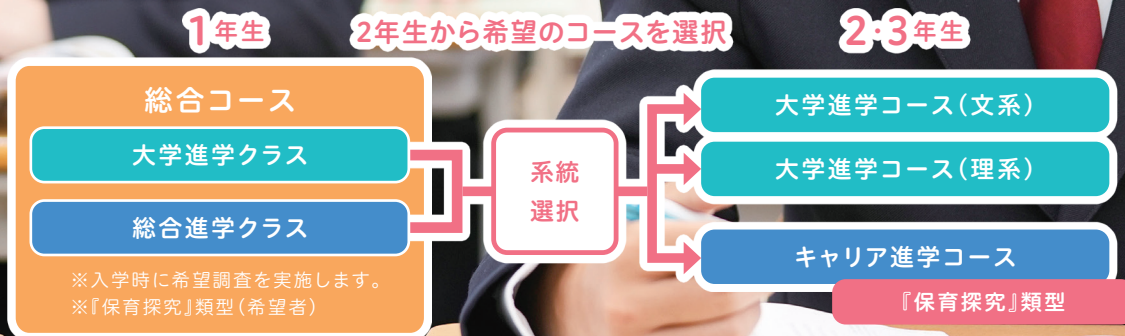 1年生
2年生から希望のコースを選択
2・3年生
総合コース
大学進学クラス
総合進学クラス
※入学時に希望調査を実施します。
※『保育探究』類型(希望者)
系統
選択
大学進学コース(文系)
大学進学コース(理系)
キャリア進学コース
『保育探究』類型